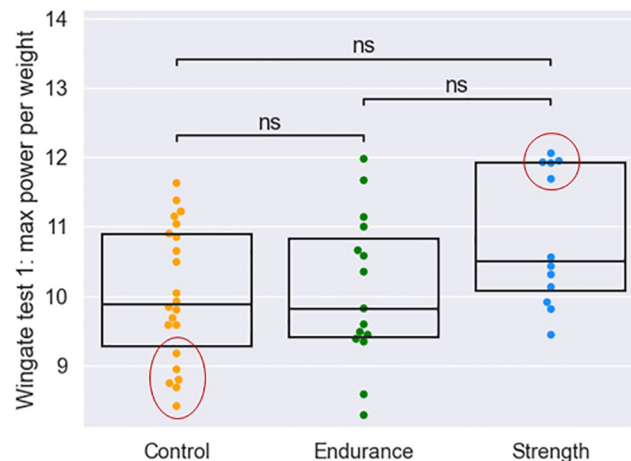 Wingate test 1: max power per weight
14
13
12
11
10
9
ns
ns
ns
Control
Endurance
Strength